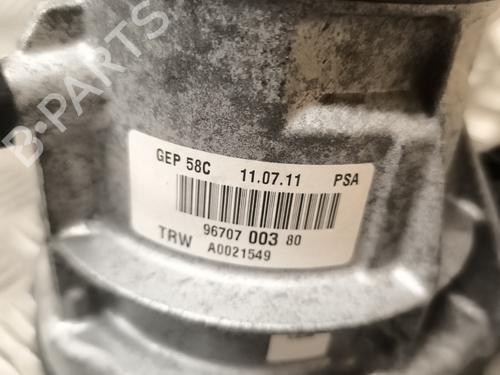 B-PARTS
GEP 58C 11.07.11 PSA
96707 003 80
TRW A0021549